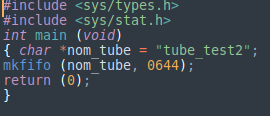 #include <sys/types.h>
#include <sys/stat.h>
int main (void)
{ char *nom_tube = "tube_test2";
mkfifo (nom_tube, 0644);
return (0);
}